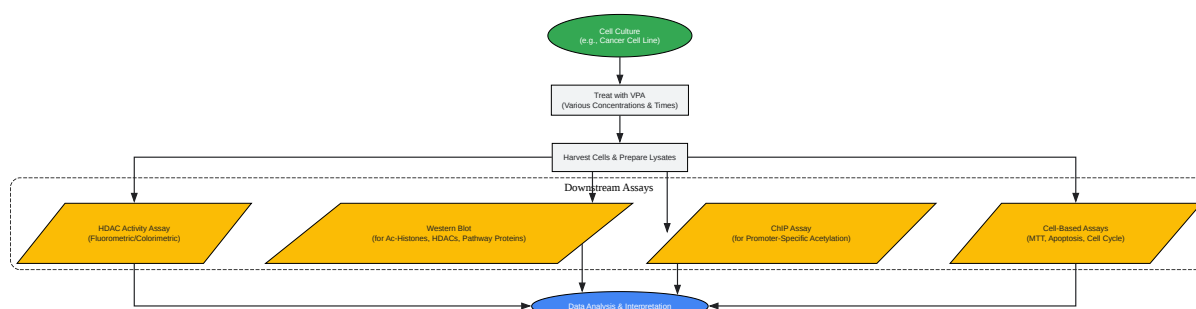 Cell Culture
(e.g., Cancer Cell Line)
Treat with VPA
(Various Concentrations & Times)
Harvest Cells & Prepare Lysates
Downstream Assays
HDAC Activity Assay
(Fluorometric/Colorimetric)
Western Blot
(for Ac-Histones, HDACs, Pathway Proteins)
ChIP Assay
(for Promoter-Specific Acetylation)
Cell-Based Assays
(MTT, Apoptosis, Cell Cycle)
Data Analysis & Interpretation